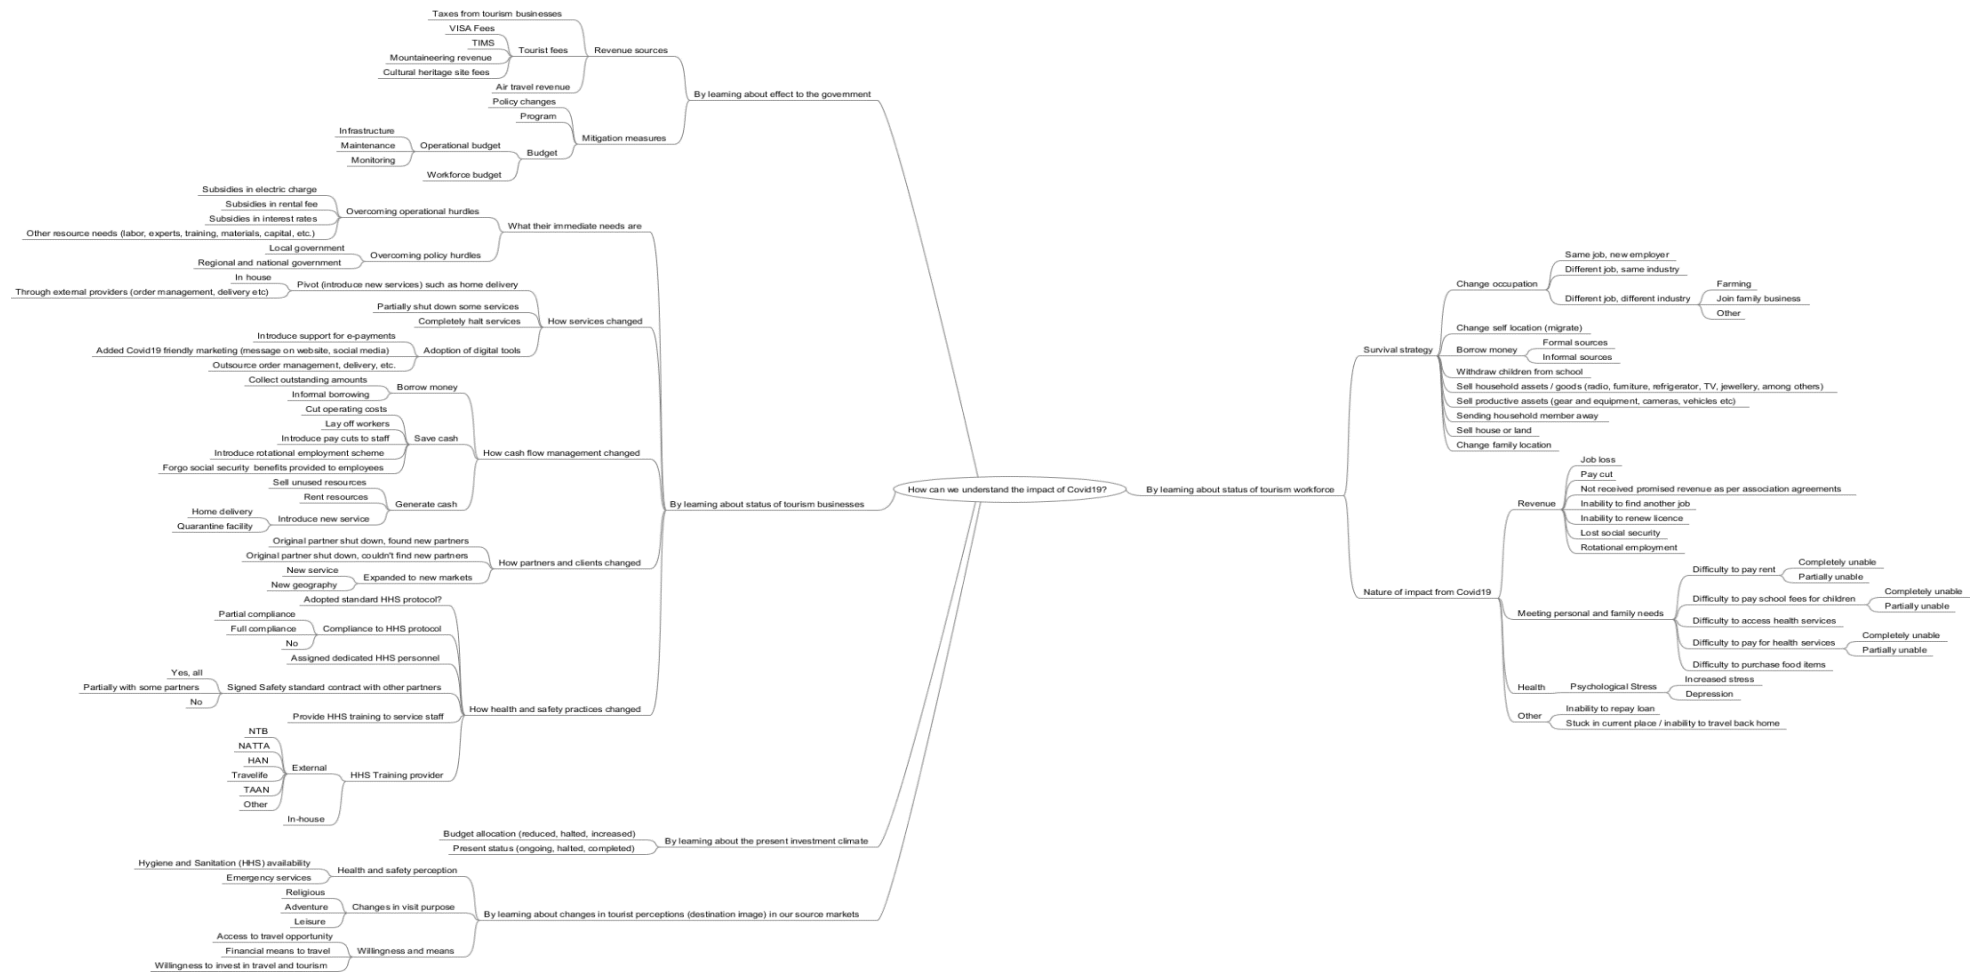 Taxes from tourism businesses
VISA Fees
TIMS
Tourist fees
Revenue sources
Mountaineering revenue
Cultural heritage site fees
Air travel revenue
By learning about effect to the government
Policy changes
Program
Mitigation measures
Infrastructure
Maintenance
Operational budget
Monitoring
Budget
Workforce budget
Subsidies in electric charge
Subsidies in rental fee
Overcoming operational hurdles
Subsidies in interest rates
What their immediate needs are
Other resource needs (labor, experts, training, materials, capital, etc.)
Local government
Overcoming policy hurdles
Regional and national government
In house
Pivot (introduce new services) such as home delivery
Through external providers (order management, delivery etc)
Partially shut down some services
How services changed
Completely halt services
Introduce support for e-payments
Added Covid19 friendly marketing (message on website, social media)
Adoption of digital tools
Outsource order management, delivery, etc.
Collect outstanding amounts
Borrow money
Informal borrowing
Cut operating costs
Lay off workers
Introduce pay cuts to staff
Save cash
Introduce rotational employment scheme
How cash flow management changed
Forgo social security benefits provided to employees
Sell unused resources
Rent resources
Generate cash
Home delivery
Introduce new service
Quarantine facility
By learning about status of tourism businesses
Original partner shut down, found new partners
Original partner shut down, couldn't find new partners
How partners and clients changed
New service
Expanded to new markets
New geography
Adopted standard HHS protocol?
Partial compliance
Full compliance
Compliance to HHS protocol
No
Assigned dedicated HHS personnel
Yes, all
Partially with some partners
Signed Safety standard contract with other partners
No
How health and safety practices changed
Provide HHS training to service staff
NTB
NATTA
HAN
External
Travelife
HHS Training provider
TAAN
Other
In-house
Budget allocation (reduced, halted, increased)
By learning about the present investment climate
Present status (ongoing, halted, completed)
Hygiene and Sanitation (HHS) availability
Health and safety perception
Emergency services
Religious
Adventure
Changes in visit purpose
Leisure
By learning about changes in tourist perceptions (destination image) in our source markets
Access to travel opportunity
Financial means to travel
Willingness and means
Willingness to invest in travel and tourism
How can we understand the impact of Covid19?
By learning about status of tourism workforce
Survival strategy
Change occupation
Same job, new employer
Different job, same industry
Different job, different industry
Farming
Join family business
Other
Change self location (migrate)
Borrow money
Formal sources
Informal sources
Withdraw children from school
Sell household assets / goods (radio, furniture, refrigerator, TV, jewellery, among others)
Sell productive assets (gear and equipment, cameras, vehicles etc)
Sending household member away
Sell house or land
Change family location
Nature of impact from Covid19
Revenue
Job loss
Pay cut
Not received promised revenue as per association agreements
Inability to find another job
Inability to renew licence
Lost social security
Rotational employment
Meeting personal and family needs
Difficulty to pay rent
Completely unable
Partially unable
Difficulty to pay school fees for children
Completely unable
Partially unable
Difficulty to access health services
Difficulty to pay for health services
Completely unable
Partially unable
Difficulty to purchase food items
Health
Psychological Stress
Increased stress
Depression
Other
Inability to repay loan
Stuck in current place / inability to travel back home